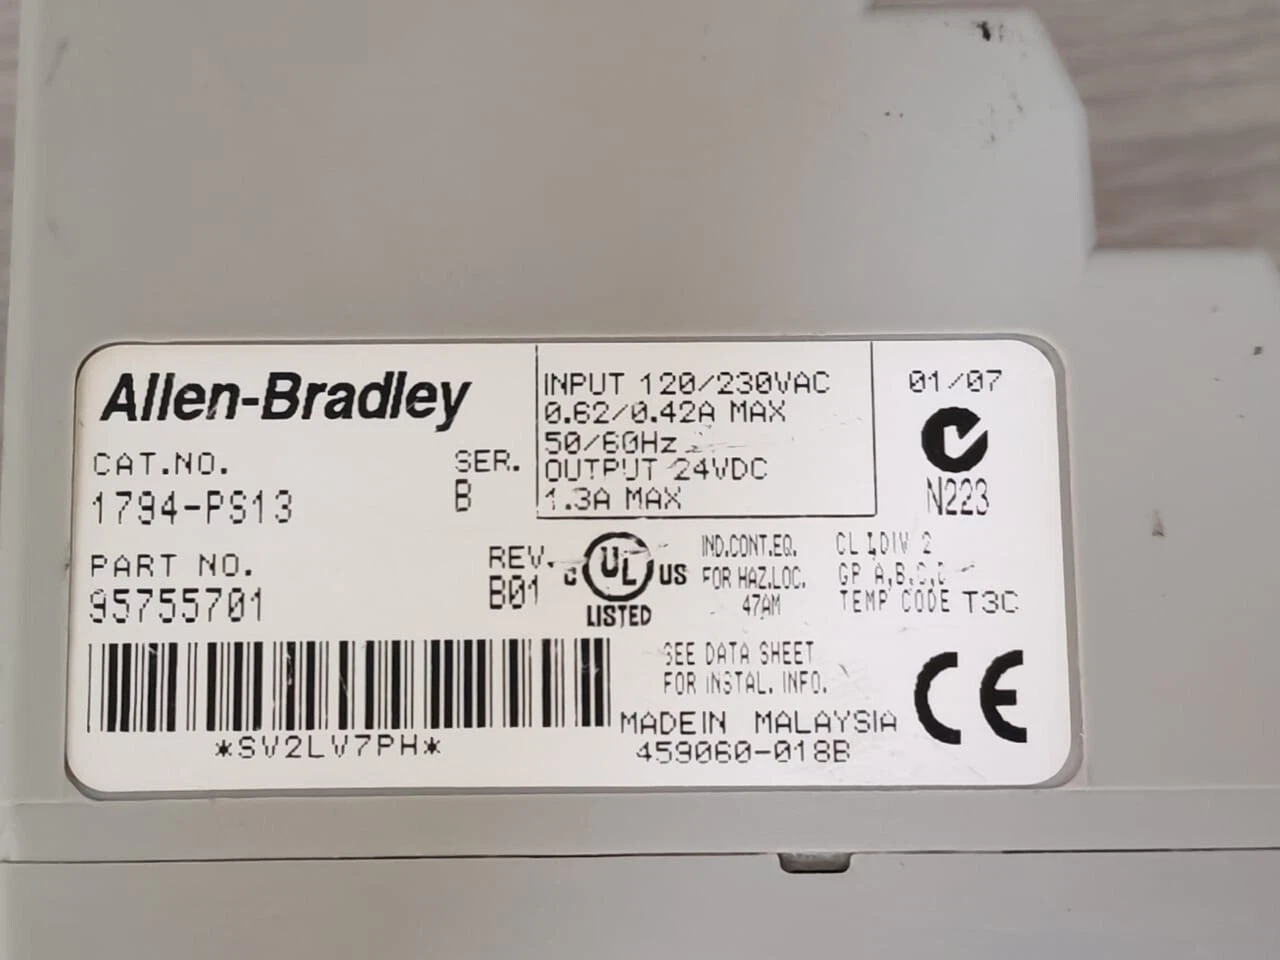 Allen-Bradley
CAT.NO.
SER.
1794-PS13
B
PART NO.
REV.
95755701
B01
*SV2LV7PH*
INPUT 120/230VAC
0.62/0.42A MAX
50/60Hz
OUTPUT 24VDC
1.3A MAX
01/07
N223
C UL US
LISTED
IND.CONT.EQ.
FOR HAZ.LOC.
47AM
CL I,DIV 2
GP A,B,C,D
TEMP CODE T3C
SEE DATA SHEET
FOR INSTAL. INFO.
MADE IN MALAYSIA
459060-018B
CE